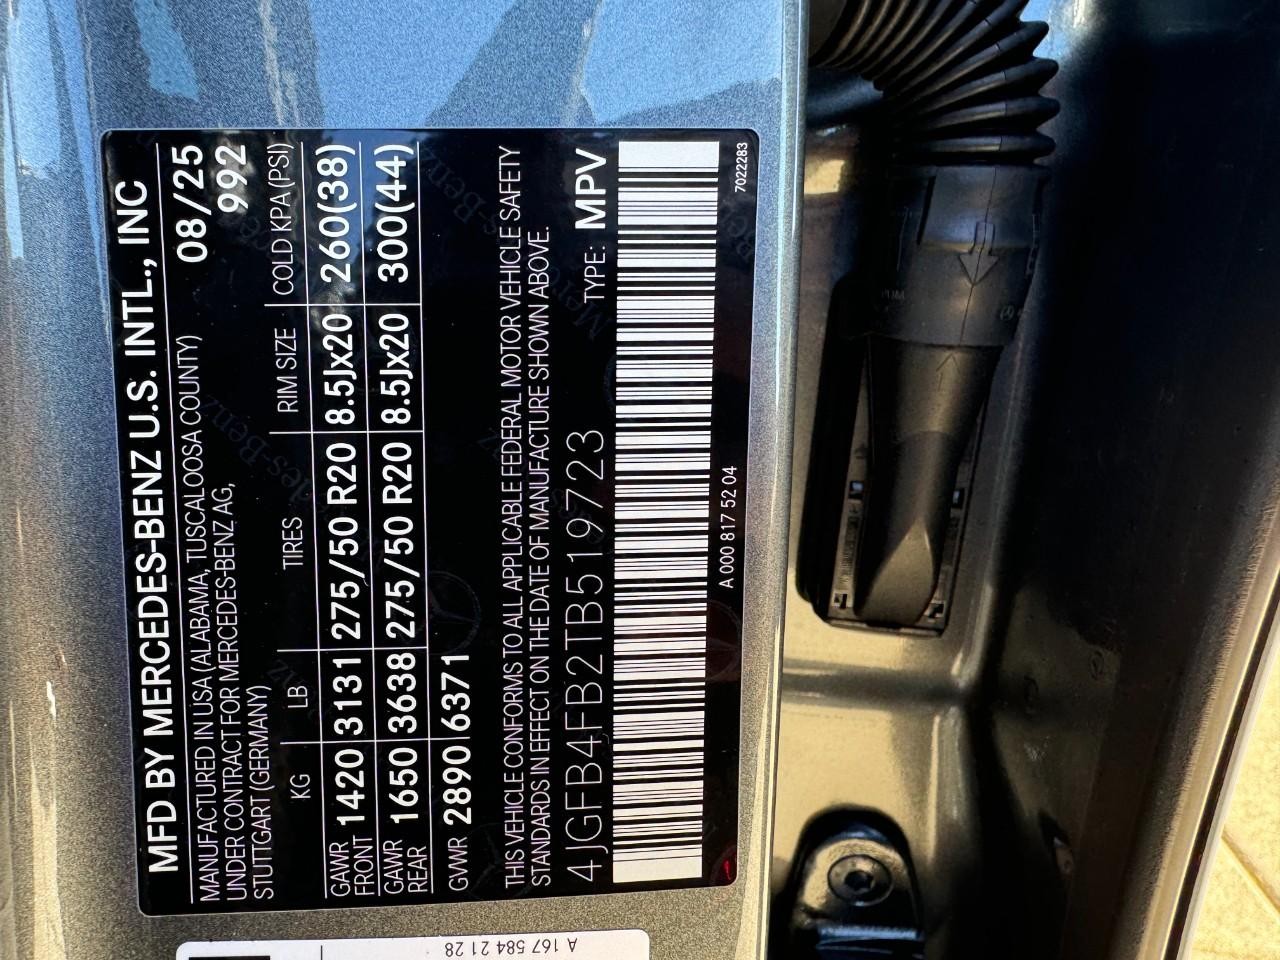 MFD BY MERCEDES-BENZ U.S. INTL., INC
MANUFACTURED IN USA (ALABAMA, TUSCALOOSA COUNTY) 08/25
UNDER CONTRACT FOR MERCEDES-BENZ AG, 992
STUTTGART (GERMANY)
KG LB TIRES RIM SIZE COLD KPA (PSI)
GAWR FRONT 1420 3131 275/50 R20 8.5Jx20 260(38)
GAWR REAR 1650 3638 275/50 R20 8.5Jx20 300(44)
GVWR 2890 6371
THIS VEHICLE CONFORMS TO ALL APPLICABLE FEDERAL MOTOR VEHICLE SAFETY
STANDARDS IN EFFECT ON THE DATE OF MANUFACTURE SHOWN ABOVE.
4JGFB4FB2TB519723 TYPE: MPV
A 000 817 52 04 7022283
A 167 584 21 28